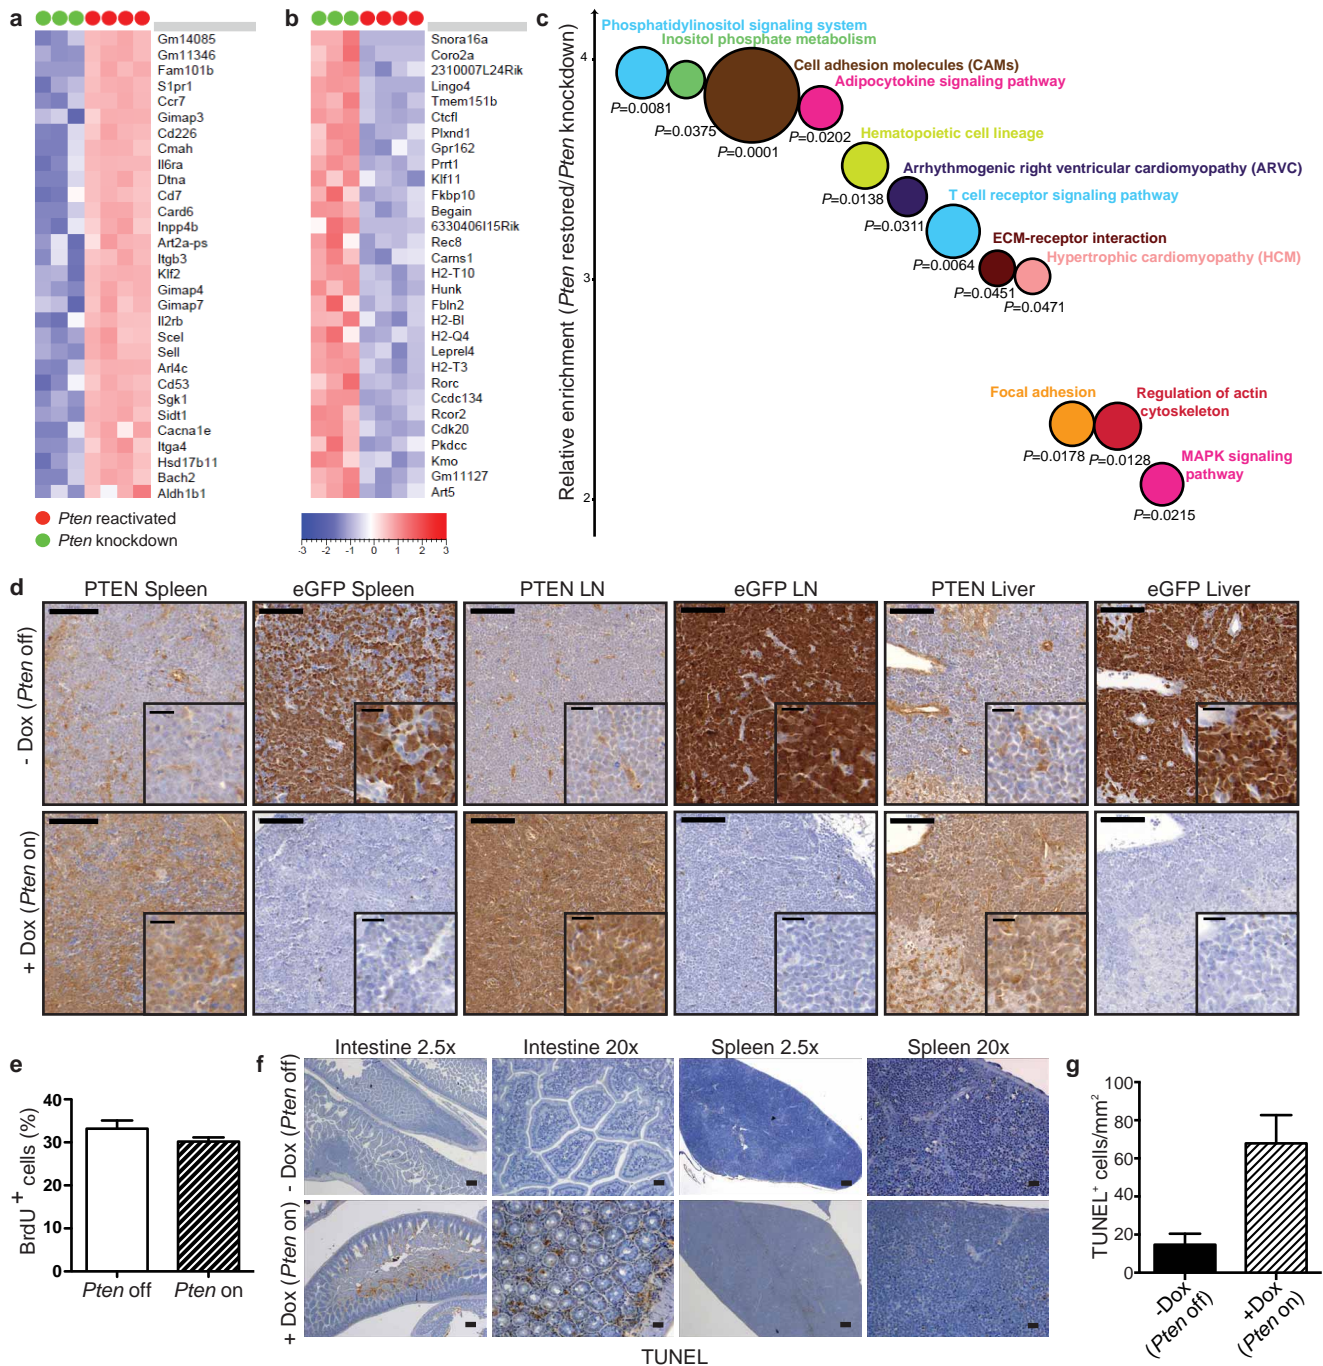 a
Gm14085
Gm11346
Fam101b
S1pr1
Ccr7
Gimap3
Cd226
Cmah
Il6ra
Dtna
Cd7
Card6
Inpp4b
Art2a-ps
Itgb3
Klf2
Gimap4
Gimap7
Il2rb
Scel
Sell
Arl4c
Cd53
Sgk1
Sidt1
Cacna1e
Itga4
Hsd17b11
Bach2
Aldh1b1
Pten reactivated
Pten knockdown
b
Snora16a
Coro2a
2310007L24Rik
Lingo4
Tmem151b
Ctcfl
Plxnd1
Gpr162
Prrt1
Klf11
Fkbp10
Begain
6330406I15Rik
Rec8
Carns1
H2-T10
Hunk
Fbln2
H2-Bl
H2-Q4
Leprel4
H2-T3
Rorc
Ccdc134
Rcor2
Cdk20
Pkdcc
Kmo
Gm11127
Art5
-3 -2 -1 0 1 2 3
c
Relative enrichment (Pten restored/Pten knockdown)
4
3
2
Phosphatidylinositol signaling system
Inositol phosphate metabolism
Cell adhesion molecules (CAMs)
Adipocytokine signaling pathway
P=0.0081
P=0.0375
P=0.0001
P=0.0202
Hematopoietic cell lineage
P=0.0138
Arrhythmogenic right ventricular cardiomyopathy (ARVC)
P=0.0311
T cell receptor signaling pathway
P=0.0064
ECM-receptor interaction
P=0.0451
Hypertrophic cardiomyopathy (HCM)
P=0.0471
Focal adhesion
P=0.0178
Regulation of actin
cytoskeleton
P=0.0128
MAPK signaling
pathway
P=0.0215
d
PTEN Spleen
eGFP Spleen
PTEN LN
eGFP LN
PTEN Liver
eGFP Liver
- Dox (Pten off)
+ Dox (Pten on)
e
BrdU+ cells (%)
40
30
20
10
0
Pten off
Pten on
f
Intestine 2.5x
Intestine 20x
Spleen 2.5x
Spleen 20x
- Dox (Pten off)
+ Dox (Pten on)
TUNEL
g
TUNEL+ cells/mm2
100
80
60
40
20
0
-Dox
(Pten off)
+Dox
(Pten on)